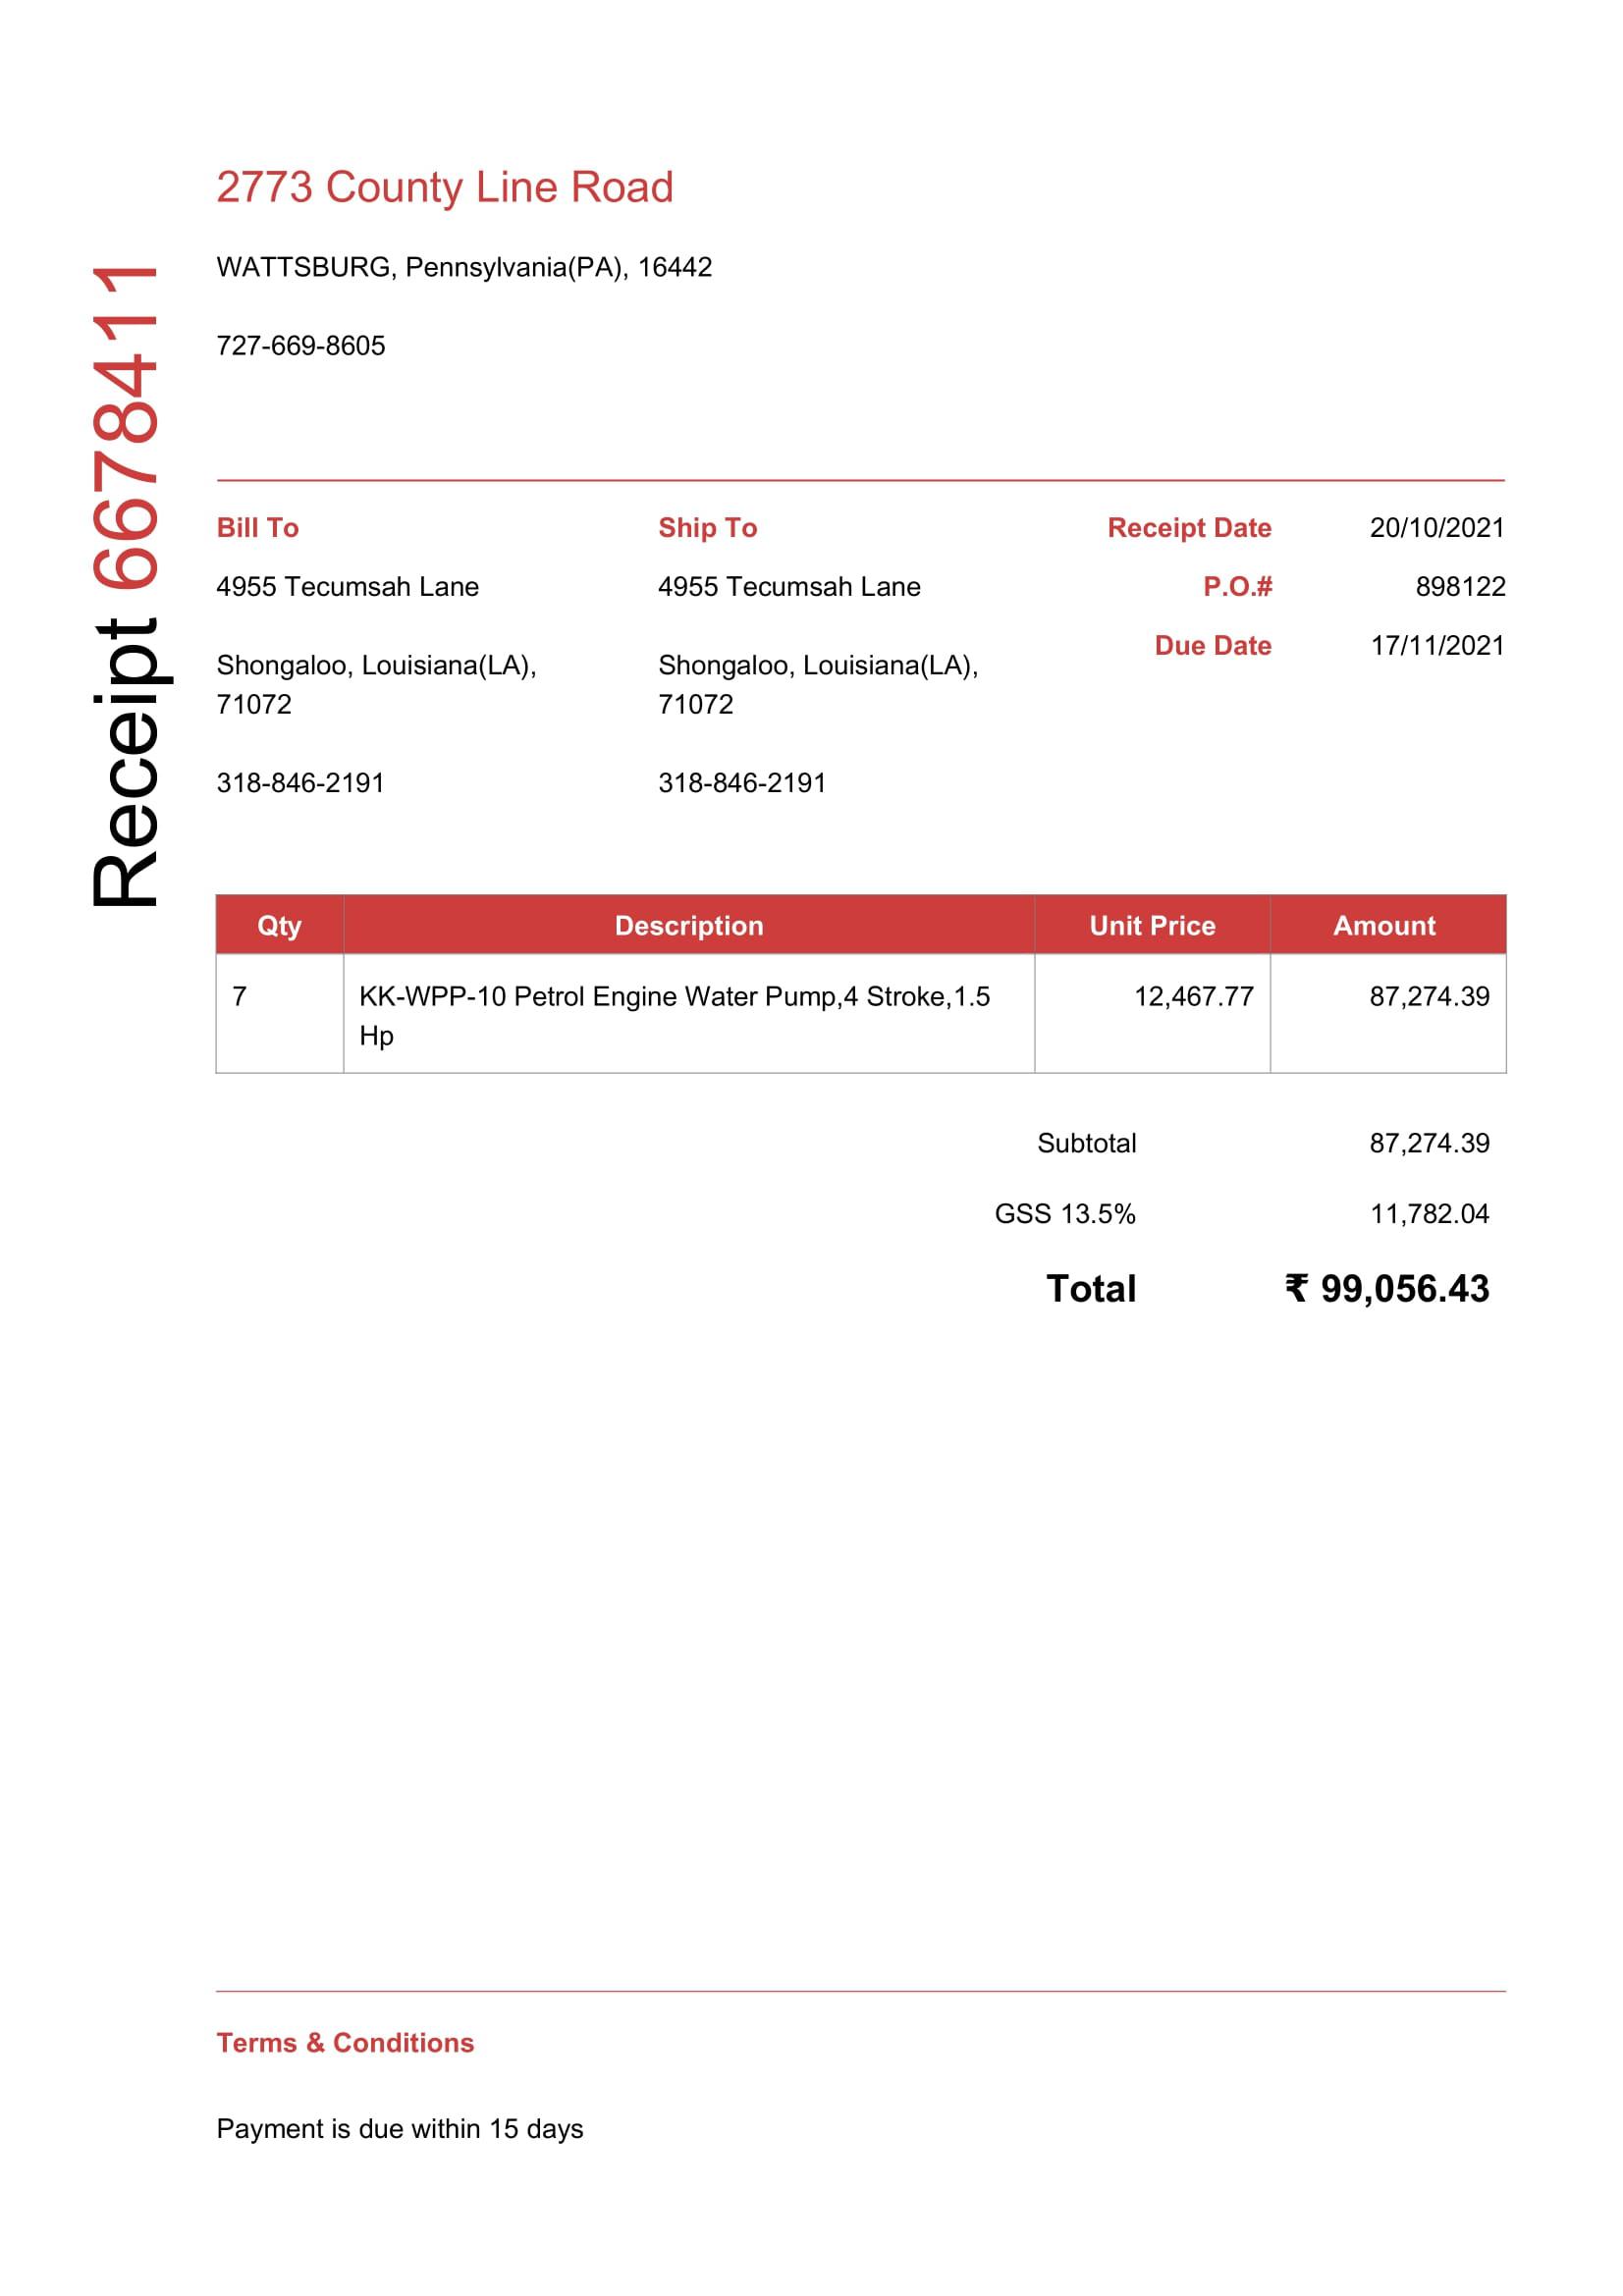 Receipt 6678411
2773 County Line Road
WATTSBURG, Pennsylvania(PA), 16442
727-669-8605
Bill To
4955 Tecumsah Lane
Shongaloo, Louisiana(LA),
71072
318-846-2191
Ship To
4955 Tecumsah Lane
Shongaloo, Louisiana(LA),
71072
318-846-2191
Receipt Date 20/10/2021
P.O.# 898122
Due Date 17/11/2021
Qty Description Unit Price Amount
7 KK-WPP-10 Petrol Engine Water Pump,4 Stroke,1.5 12,467.77 87,274.39
Hp
Subtotal 87,274.39
GSS 13.5% 11,782.04
Total ₹ 99,056.43
Terms & Conditions
Payment is due within 15 days